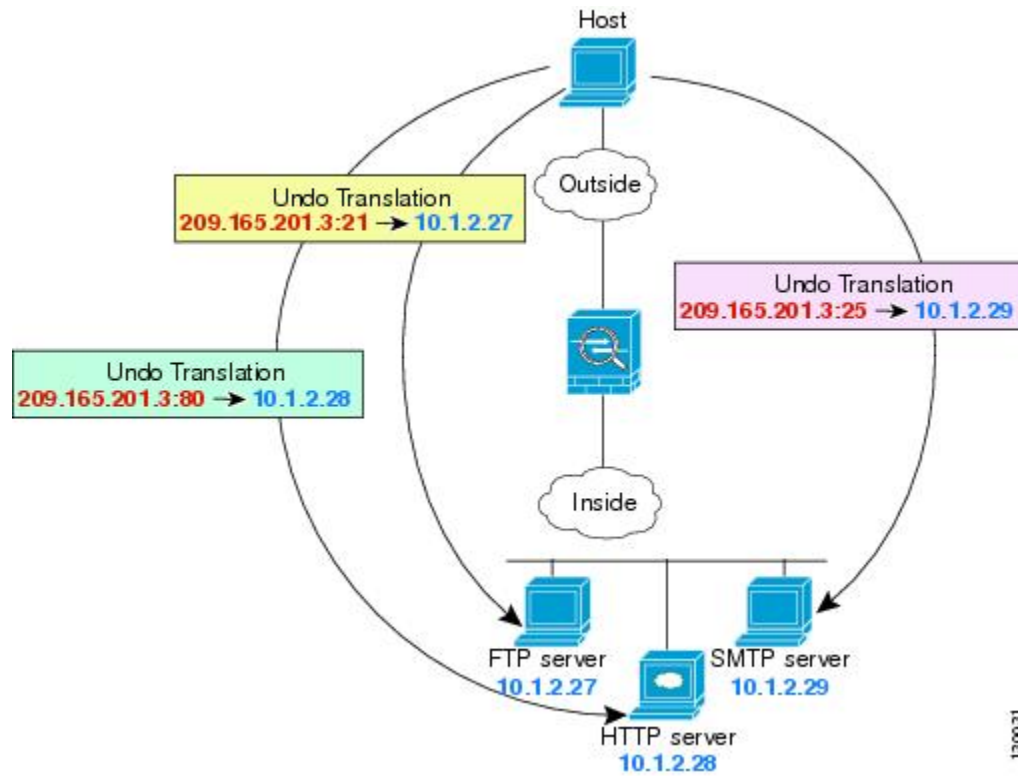 Host
Outside
Undo Translation
209.165.201.3:21 → 10.1.2.27
Undo Translation
209.165.201.3:25 → 10.1.2.29
Undo Translation
209.165.201.3:80 → 10.1.2.28
Inside
FTP server
10.1.2.27
SMTP server
10.1.2.29
HTTP server
10.1.2.28